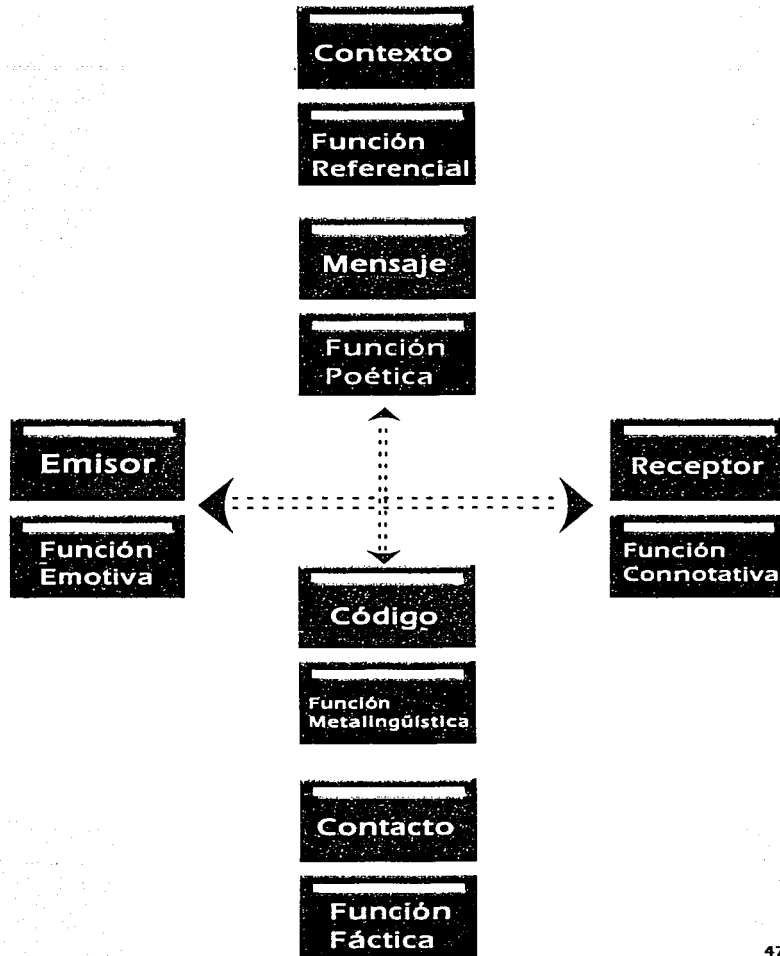 Contexto
Función
Referencial
Mensaje
Función
Poética
Emisor
Función
Emotiva
Receptor
Función
Connotativa
Código
Función
Metalingüística
Contacto
Función
Fáctica
47